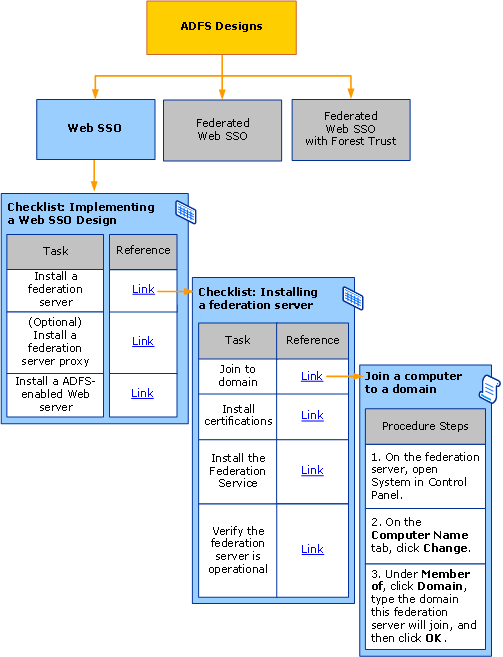 ADFS Designs
Web SSO
Federated
Web SSO
Federated
Web SSO
with Forest Trust
Checklist: Implementing
a Web SSO Design
Task
Reference
Install a
federation
server
Link
(Optional)
Install a
federation
server proxy
Link
Install a ADFS-
enabled Web
server
Link
Checklist: Installing
a federation server
Task
Reference
Join to
domain
Link
Install
certifications
Link
Install the
Federation
Service
Link
Verify the
federation
server is
operational
Link
Join a computer
to a domain
Procedure Steps
1. On the federation
server, open
System in Control
Panel.
2. On the
Computer Name
tab, click Change.
3. Under Member
of, click Domain,
type the domain
this federation
server will join, and
then click OK.